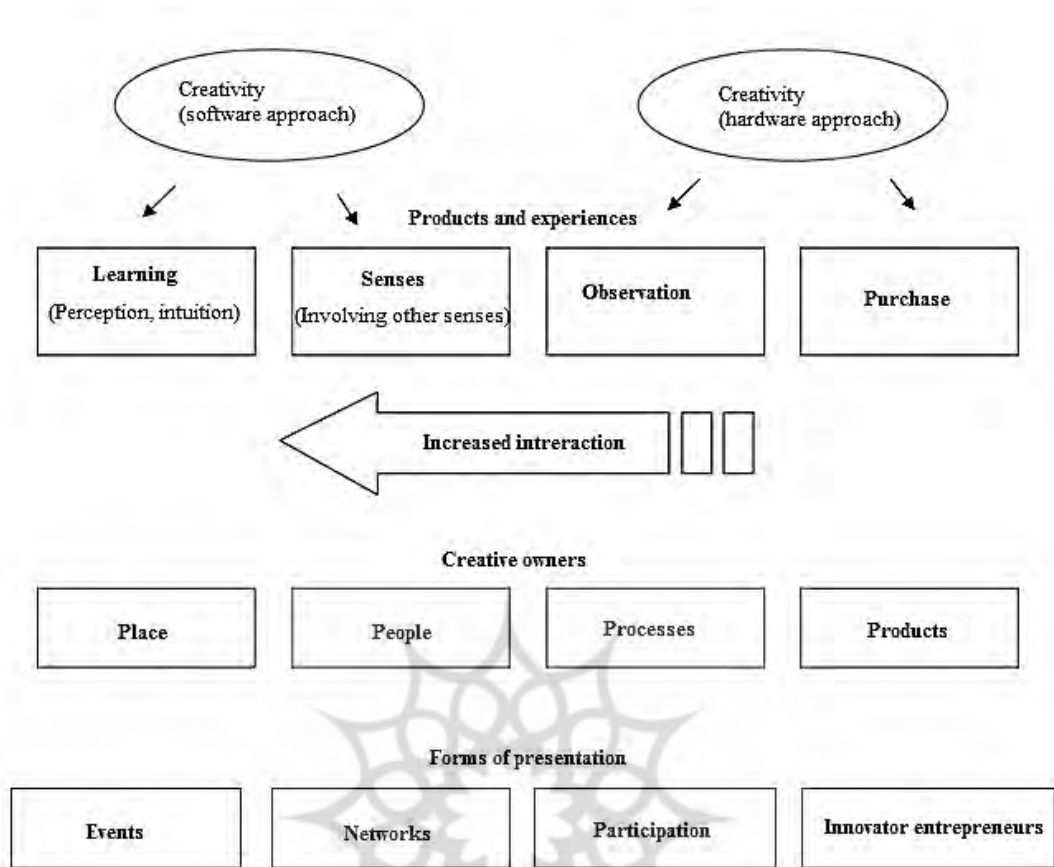 Creativity
(software approach)
Creativity
(hardware approach)
Products and experiences
Learning
(Perception, intuition)
Senses
(Involving other senses)
Observation
Purchase
Increased intreraction
Creative owners
Place
People
Processes
Products
Forms of presentation
Events
Networks
Participation
Innovator entrepreneurs